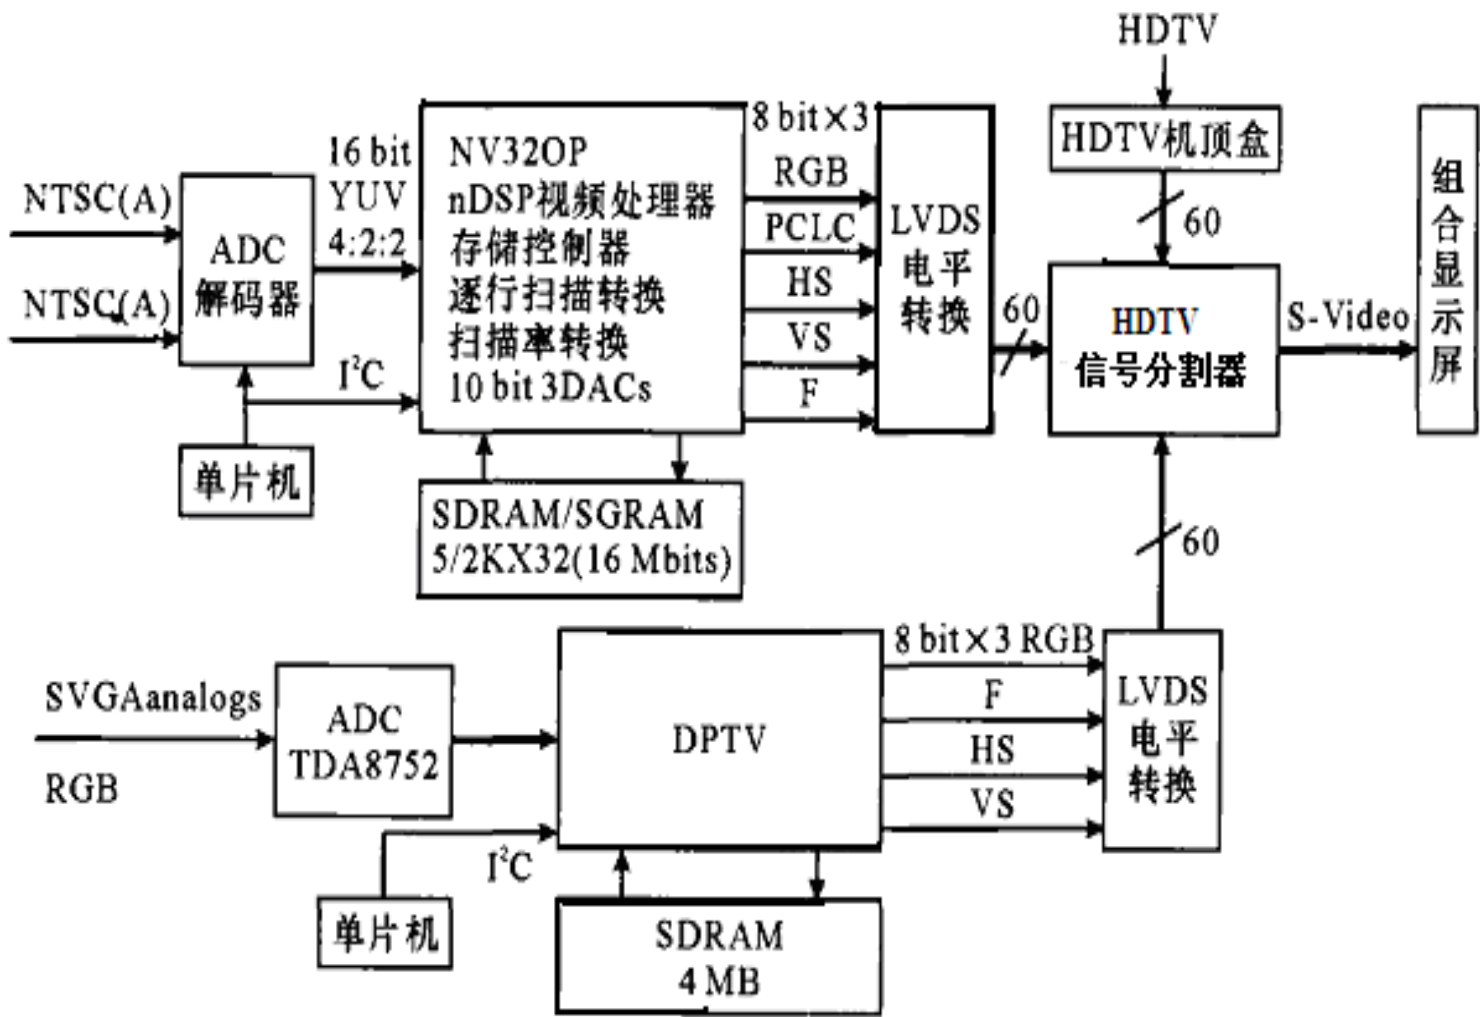 HDTV
HDTV机顶盒
60
NTSC(A)
NTSC(A)
ADC
解码器
16 bit
YUV
4:2:2
I²C
单片机
NV32OP
nDSP视频处理器
存储控制器
逐行扫描转换
扫描率转换
10 bit 3DACs
SDRAM/SGRAM
5/2KX32(16 Mbits)
8 bit×3
RGB
PCLC
HS
VS
F
LVDS
电平
转换
60
HDTV
信号分割器
S-Video
组
合
显
示
屏
60
SVGAanalogs
RGB
ADC
TDA8752
I²C
单片机
DPTV
SDRAM
4 MB
8 bit×3 RGB
F
HS
VS
LVDS
电平
转换